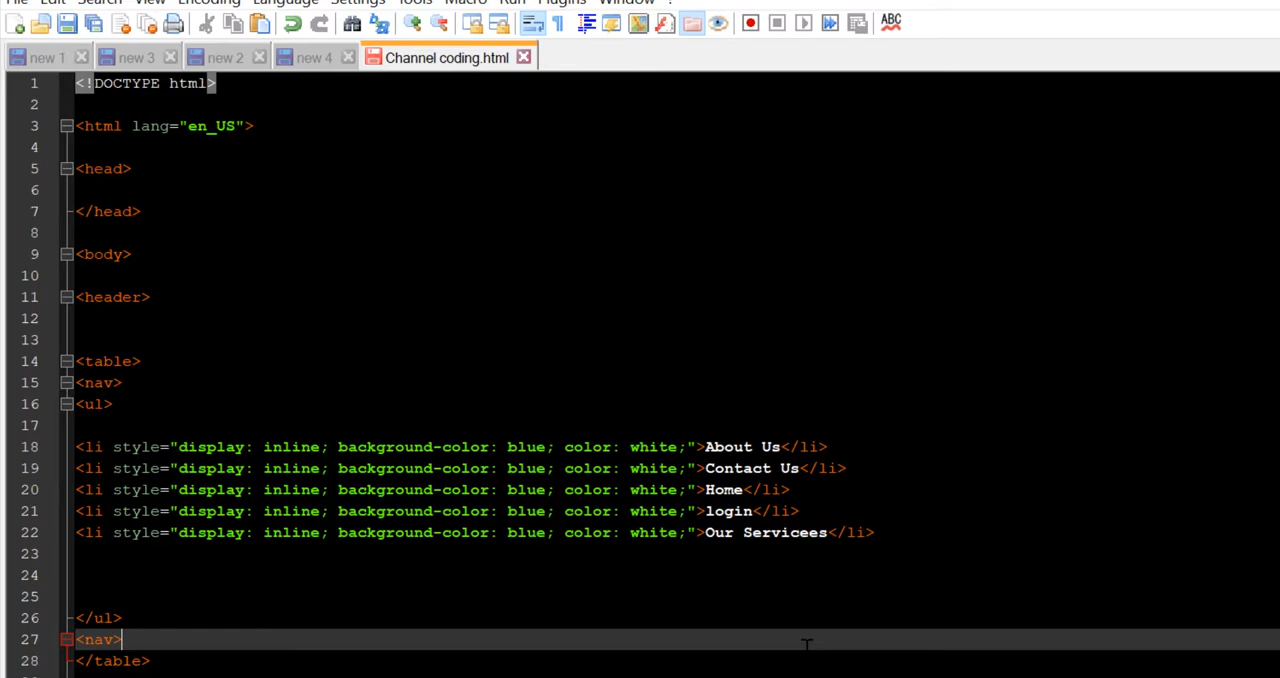 File Edit Search View Encoding Language Settings Tools Macro Run Plugins Window ?
ABC
new 1 new 3 new 2 new 4 Channel coding.html
1 <!DOCTYPE html>
2
3 <html lang="en_US">
4
5 <head>
6
7 </head>
8
9 <body>
10
11 <header>
12
13
14 <table>
15 <nav>
16 <ul>
17
18 <li style="display: inline; background-color: blue; color: white;">About Us</li>
19 <li style="display: inline; background-color: blue; color: white;">Contact Us</li>
20 <li style="display: inline; background-color: blue; color: white;">Home</li>
21 <li style="display: inline; background-color: blue; color: white;">login</li>
22 <li style="display: inline; background-color: blue; color: white;">Our Servicees</li>
23
24
25
26 </ul>
27 <nav>
28 </table>